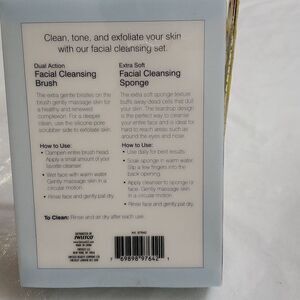 Clean, tone, and exfoliate your skin
with our facial cleansing set.
Dual Action
Facial Cleansing
Brush
The extra gentle bristles on the
brush gently massage skin for
a healthy and renewed
complexion. For a deeper
clean, use the silicone pore
scrubber side to exfoliate skin.
How to Use:
• Dampen entire brush head.
Apply a small amount of your
favorite cleanser
• Wet face with warm water.
Gently massage skin in a
circular motion.
• Rinse face and gently pat dry.
Extra Soft
Facial Cleansing
Sponge
The extra soft sponge texture
buffs away dead cells that dull
your skin. The teardrop design
is the perfect way to cleanse
your entire face and is ideal for
hard to reach areas such as
around the eyes and nose.
How to Use:
• Use daily for best results.
• Soak sponge in warm water.
Slip a few fingers into the
back opening.
• Apply cleanser to sponge or
face. Gently massage skin
in a circular motion.
• Rinse face and gently pat dry.
To Clean: Rinse and air dry after each use.
DISTRIBUTED BY
SWISSCO
7 69898 97642 1